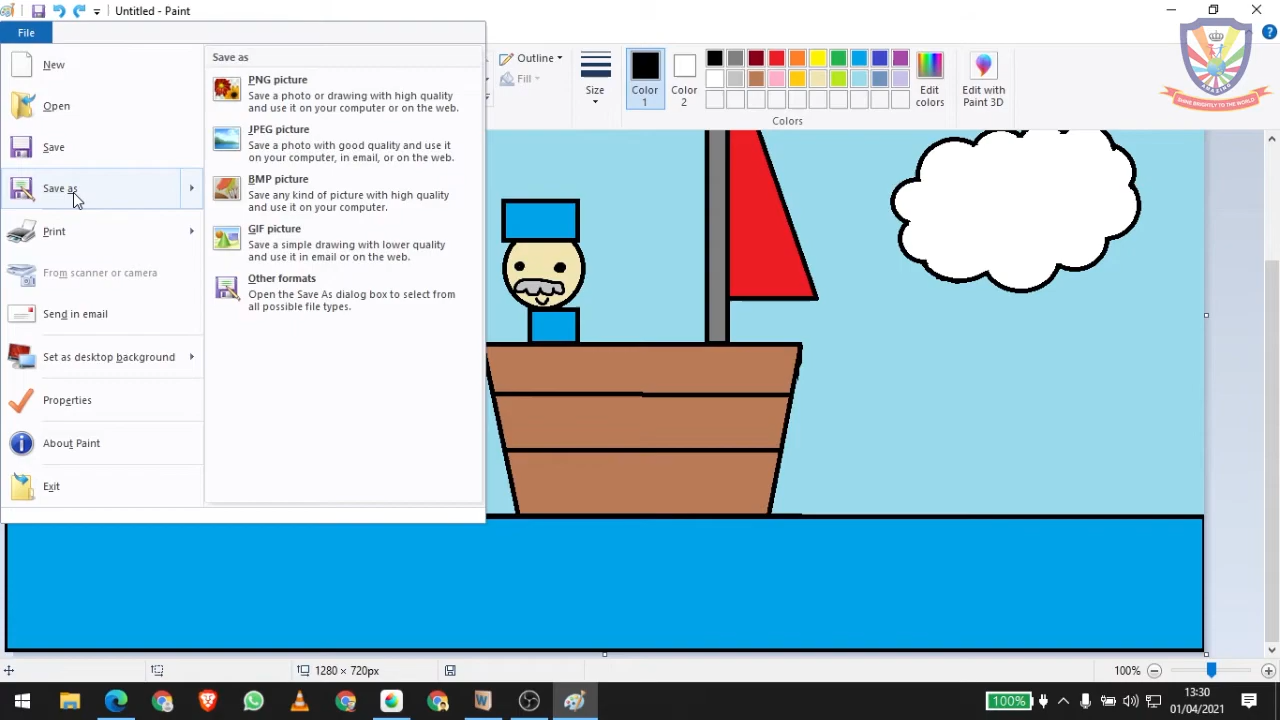 Untitled - Paint
File
New
Open
Save
Save as
Print
From scanner or camera
Send in email
Set as desktop background
Properties
About Paint
Exit
Save as
PNG picture
Save a photo or drawing with high quality
and use it on your computer or on the web.
JPEG picture
Save a photo with good quality and use it
on your computer, in email, or on the web.
BMP picture
Save any kind of picture with high quality
and use it on your computer.
GIF picture
Save a simple drawing with lower quality
and use it in email or on the web.
Other formats
Open the Save As dialog box to select from
all possible file types.
Outline
Fill
Size
Color
1
Color
2
Edit
colors
Edit with
Paint 3D
Colors
AMAZING
SHINE BRIGHTLY TO THE WORLD
1280 × 720px
100%
100%
13:30
01/04/2021